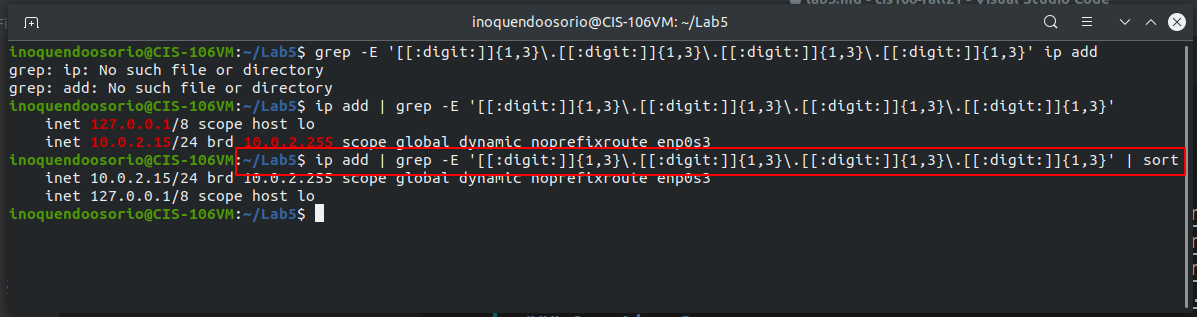 inoquendoosorio@CIS-106VM: ~/Lab5
inoquendoosorio@CIS-106VM:~/Lab5$ grep -E '[[:digit:]]{1,3}\.[[:digit:]]{1,3}\.[[:digit:]]{1,3}\.[[:digit:]]{1,3}' ip add
grep: ip: No such file or directory
grep: add: No such file or directory
inoquendoosorio@CIS-106VM:~/Lab5$ ip add | grep -E '[[:digit:]]{1,3}\.[[:digit:]]{1,3}\.[[:digit:]]{1,3}\.[[:digit:]]{1,3}'
    inet 127.0.0.1/8 scope host lo
    inet 10.0.2.15/24 brd 10.0.2.255 scope global dynamic noprefixroute enp0s3
inoquendoosorio@CIS-106VM:~/Lab5$ ip add | grep -E '[[:digit:]]{1,3}\.[[:digit:]]{1,3}\.[[:digit:]]{1,3}\.[[:digit:]]{1,3}' | sort
    inet 10.0.2.15/24 brd 10.0.2.255 scope global dynamic noprefixroute enp0s3
    inet 127.0.0.1/8 scope host lo
inoquendoosorio@CIS-106VM:~/Lab5$